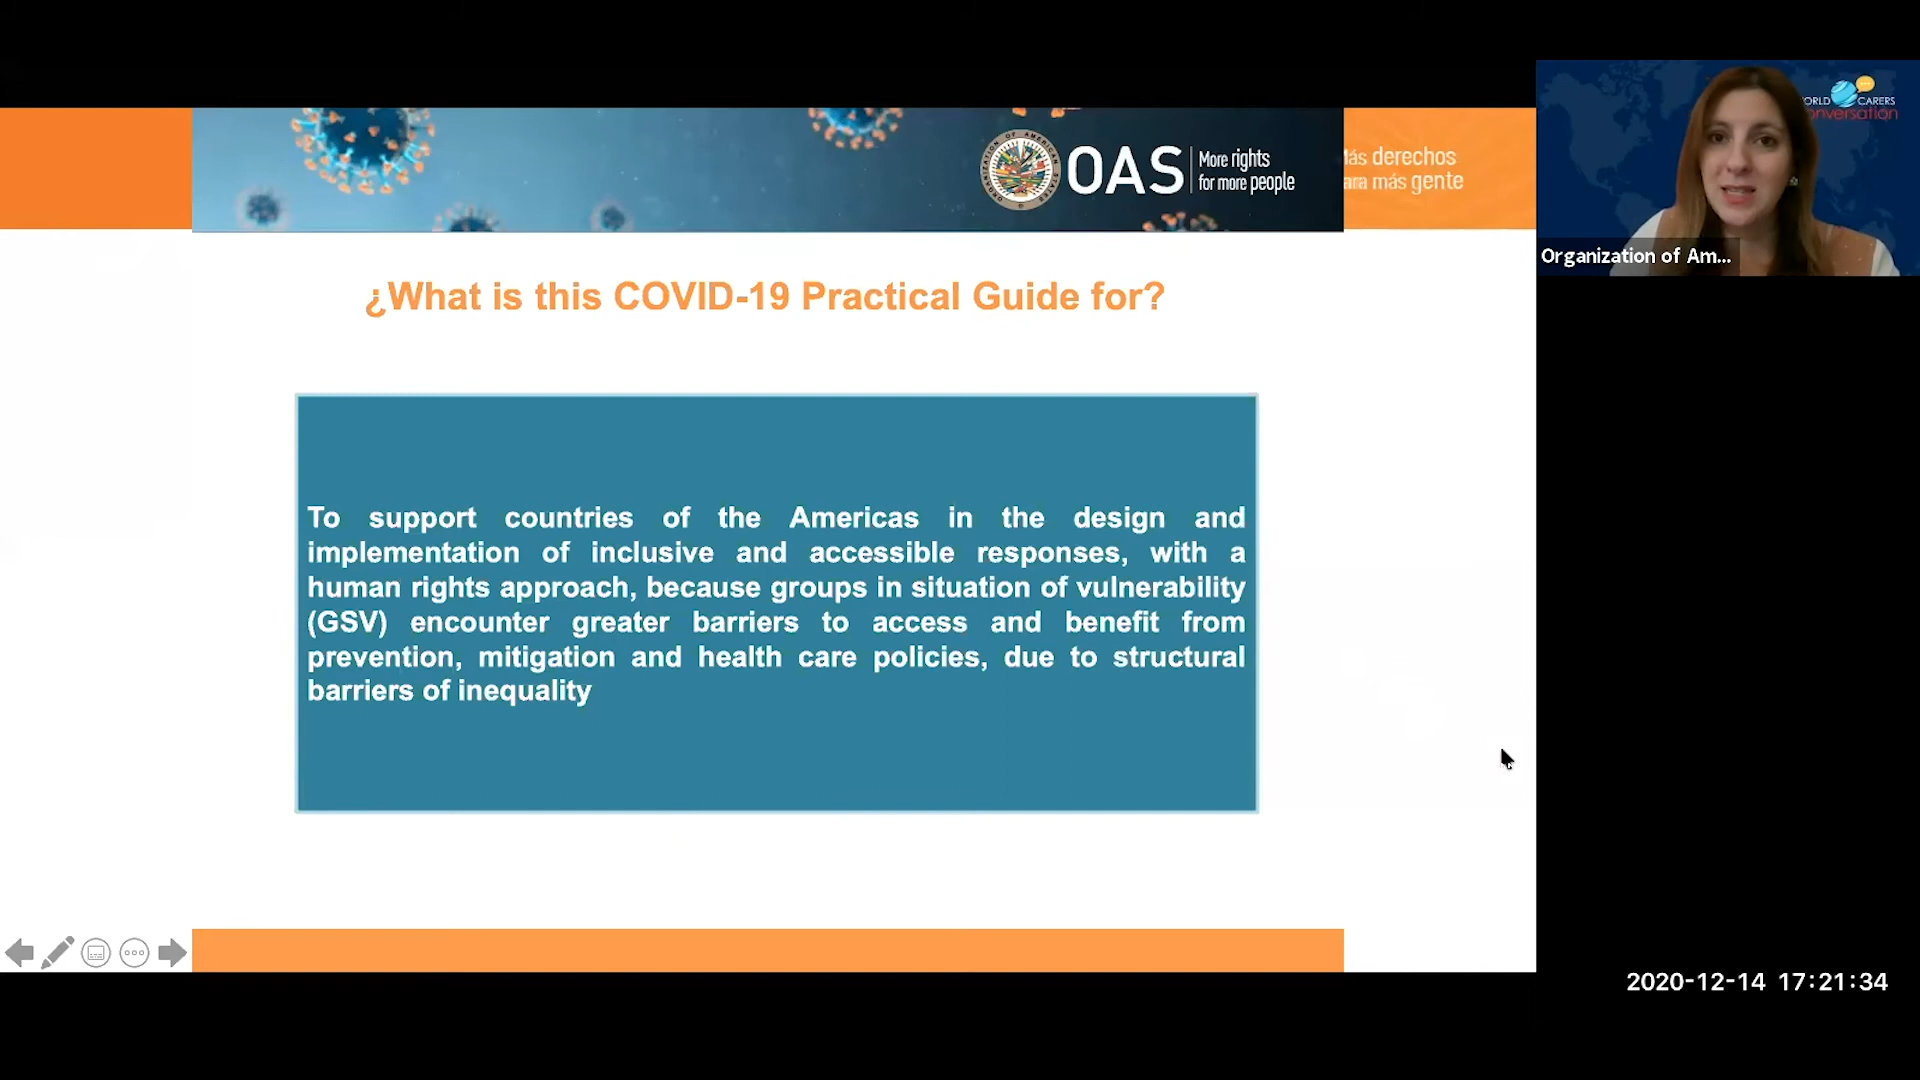 OAS
More rights
for more people
derechos
más gente
CARERS
Organization of Am...
¿What is this COVID-19 Practical Guide for?
To support countries of the Americas in the design and
implementation of inclusive and accessible responses, with a
human rights approach, because groups in situation of vulnerability
(GSV) encounter greater barriers to access and benefit from
prevention, mitigation and health care policies, due to structural
barriers of inequality
2020-12-14 17:21:34